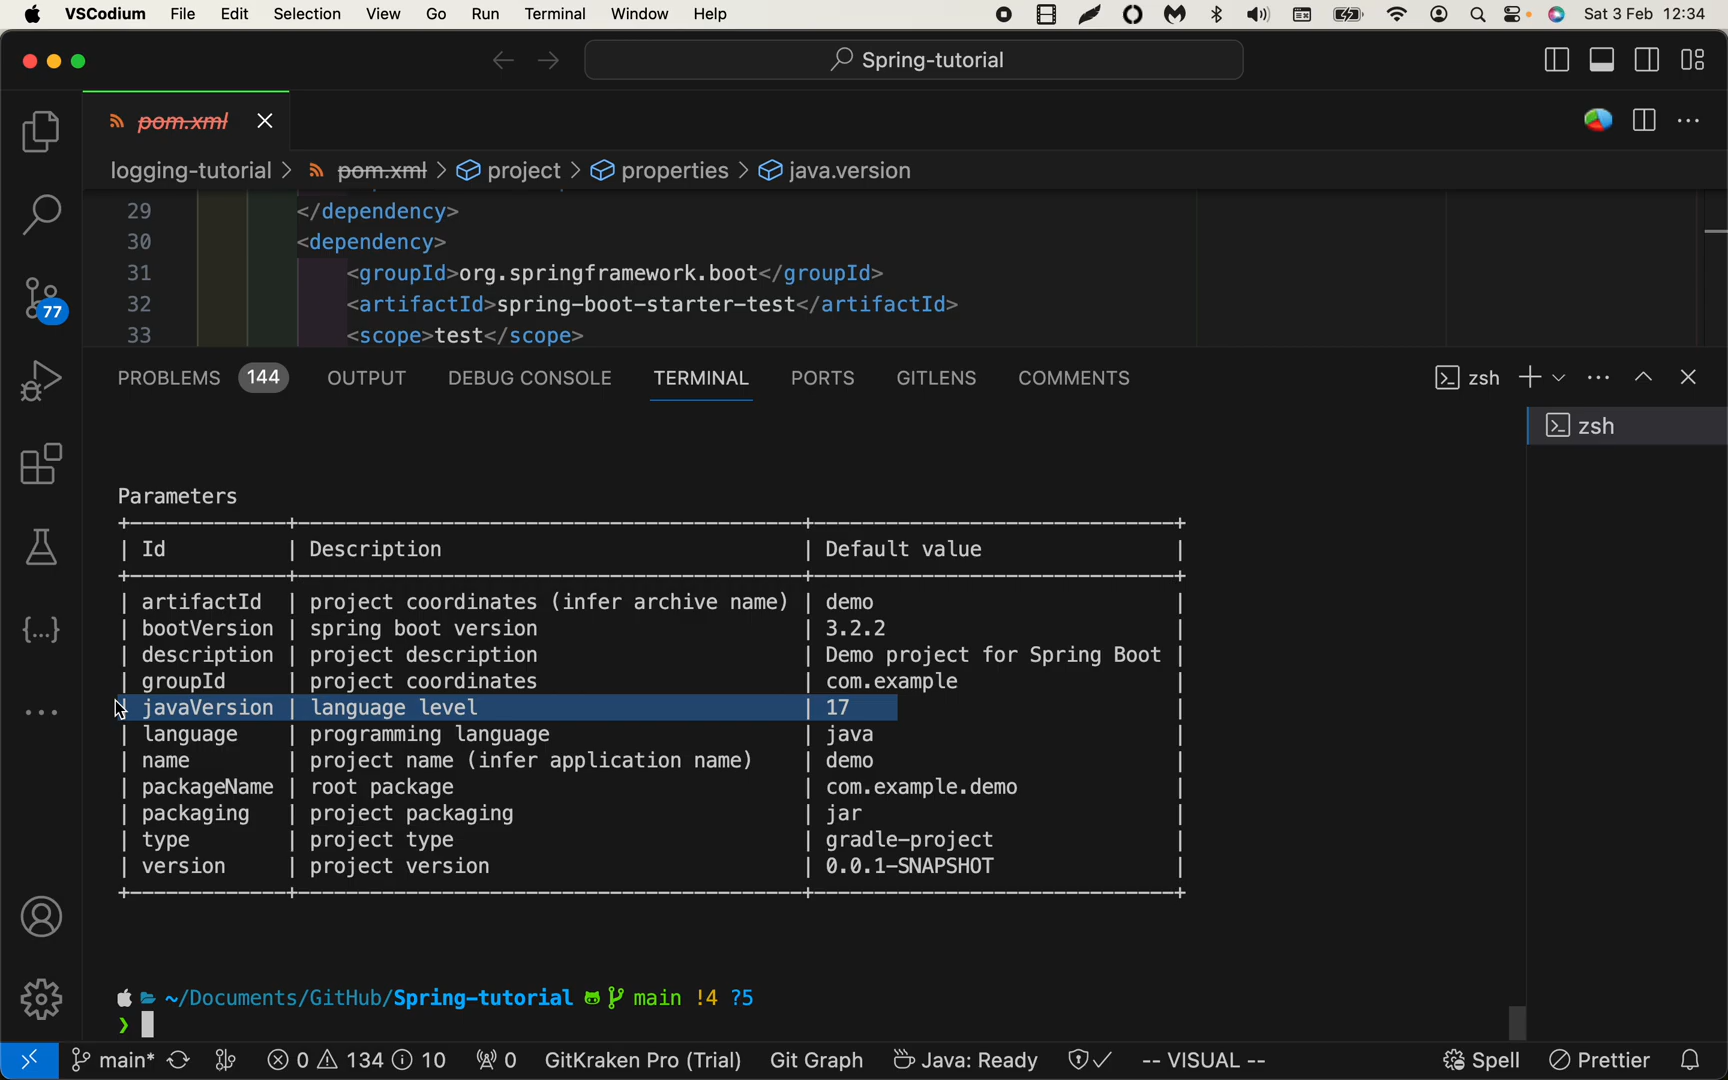 VSCodium File Edit Selection View Go Run Terminal Window Help Sat 3 Feb 12:34
Spring-tutorial
pom.xml
logging-tutorial > pom.xml > project > properties > java.version
29 </dependency>
30 <dependency>
31 <groupId>org.springframework.boot</groupId>
32 <artifactId>spring-boot-starter-test</artifactId>
33 <scope>test</scope>
77
PROBLEMS 144 OUTPUT DEBUG CONSOLE TERMINAL PORTS GITLENS COMMENTS zsh
zsh
Parameters
| Id | Description | Default value |
| artifactId | project coordinates (infer archive name) | demo |
| bootVersion | spring boot version | 3.2.2 |
| description | project description | Demo project for Spring Boot |
| groupId | project coordinates | com.example |
| javaVersion | language level | 17 |
| language | programming language | java |
| name | project name (infer application name) | demo |
| packageName | root package | com.example.demo |
| packaging | project packaging | jar |
| type | project type | gradle-project |
| version | project version | 0.0.1-SNAPSHOT |
~/Documents/GitHub/Spring-tutorial main !4 ?5
❯
main* 0 134 10 0 GitKraken Pro (Trial) Git Graph Java: Ready -- VISUAL -- Spell Prettier